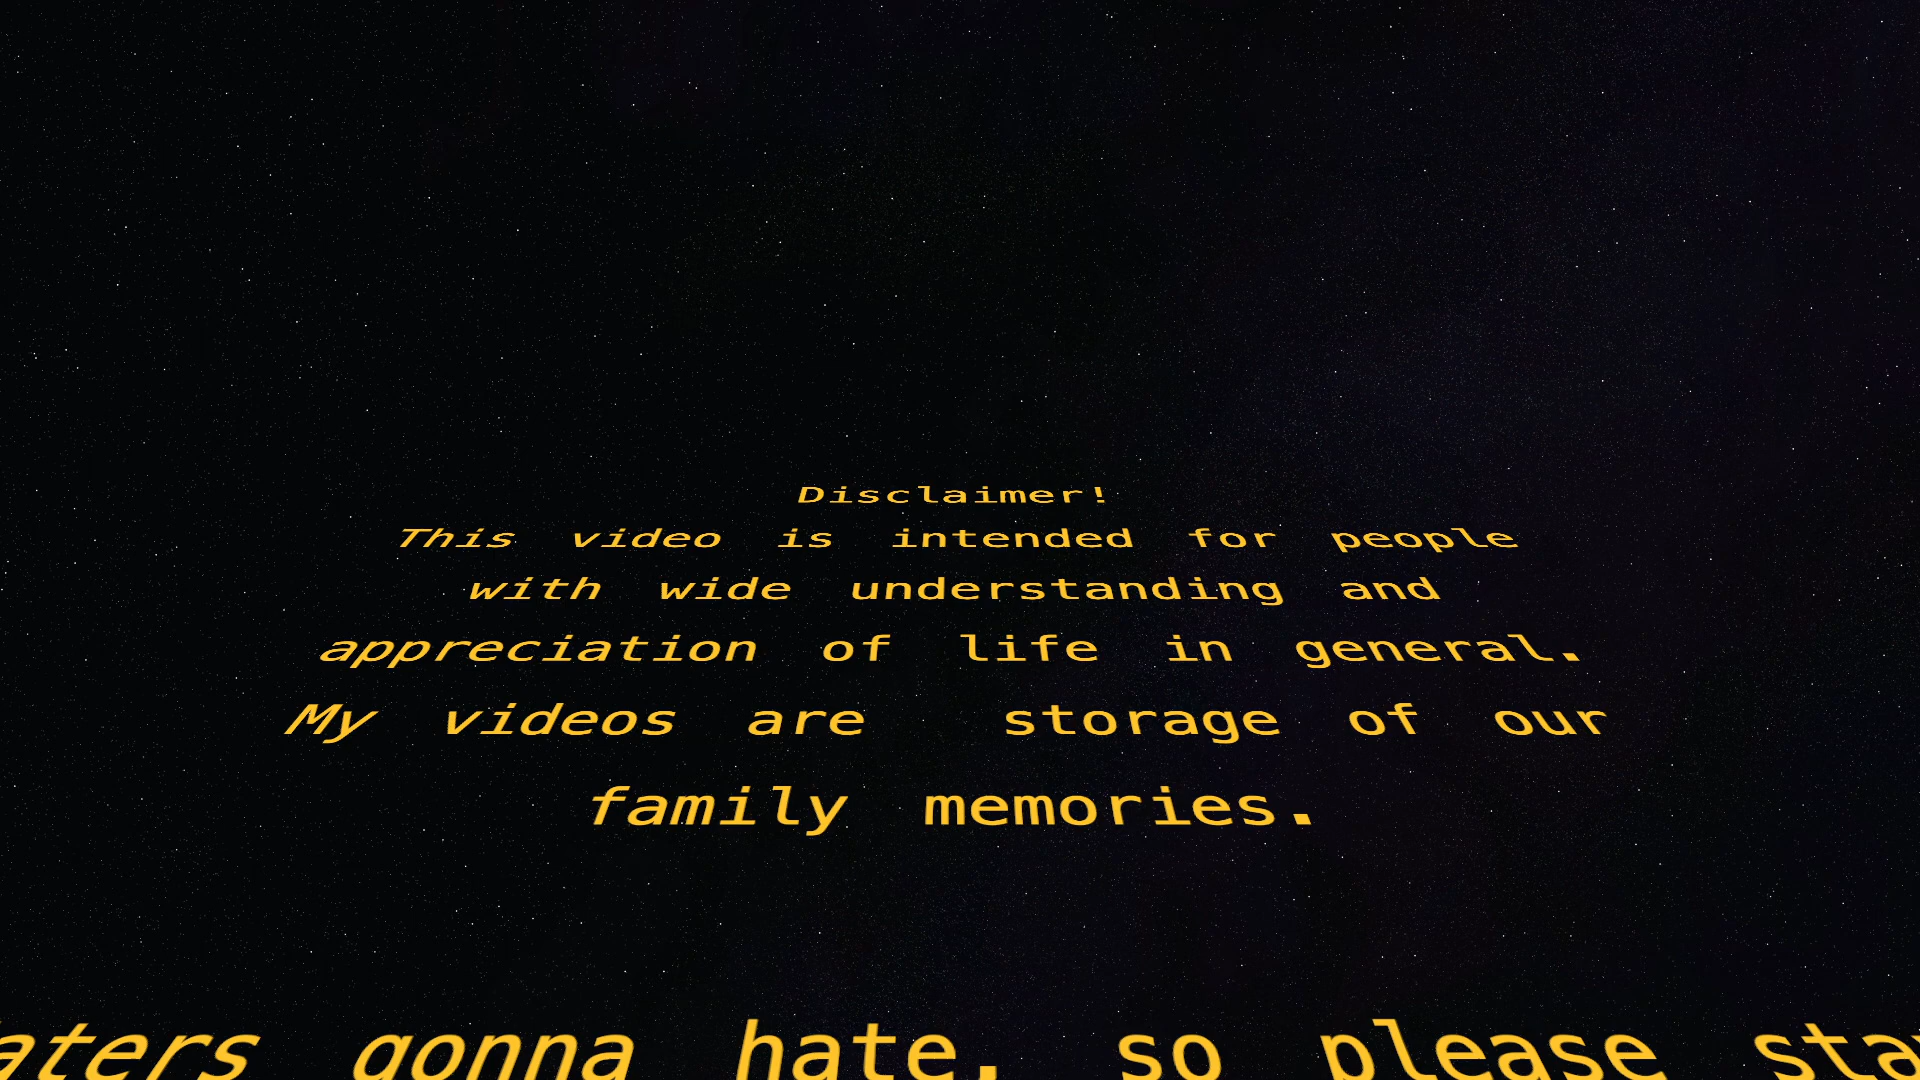 Disclaimer!
This video is intended for people
with wide understanding and
appreciation of life in general.
My videos are storage of our
family memories.
gonna hate, so please